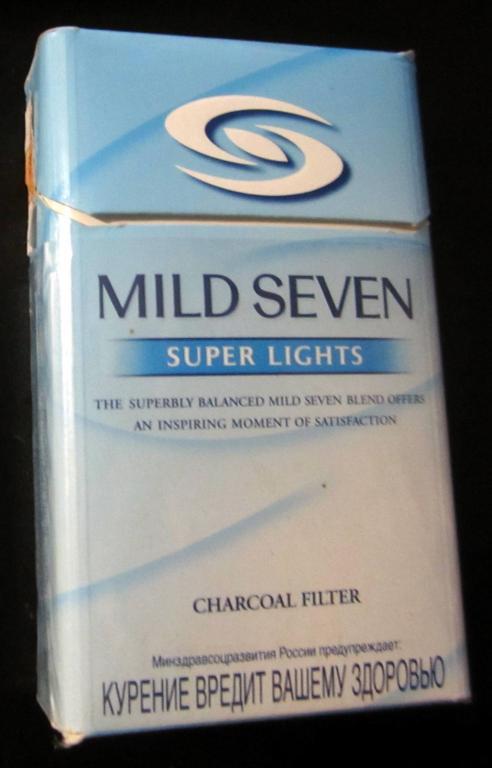 MILD SEVEN
SUPER LIGHTS
THE SUPERBLY BALANCED MILD SEVEN BLEND OFFERS
AN INSPIRING MOMENT OF SATISFACTION
CHARCOAL FILTER
Минздравсоцразвития России предупреждает:
КУРЕНИЕ ВРЕДИТ ВАШЕМУ ЗДОРОВЬЮ